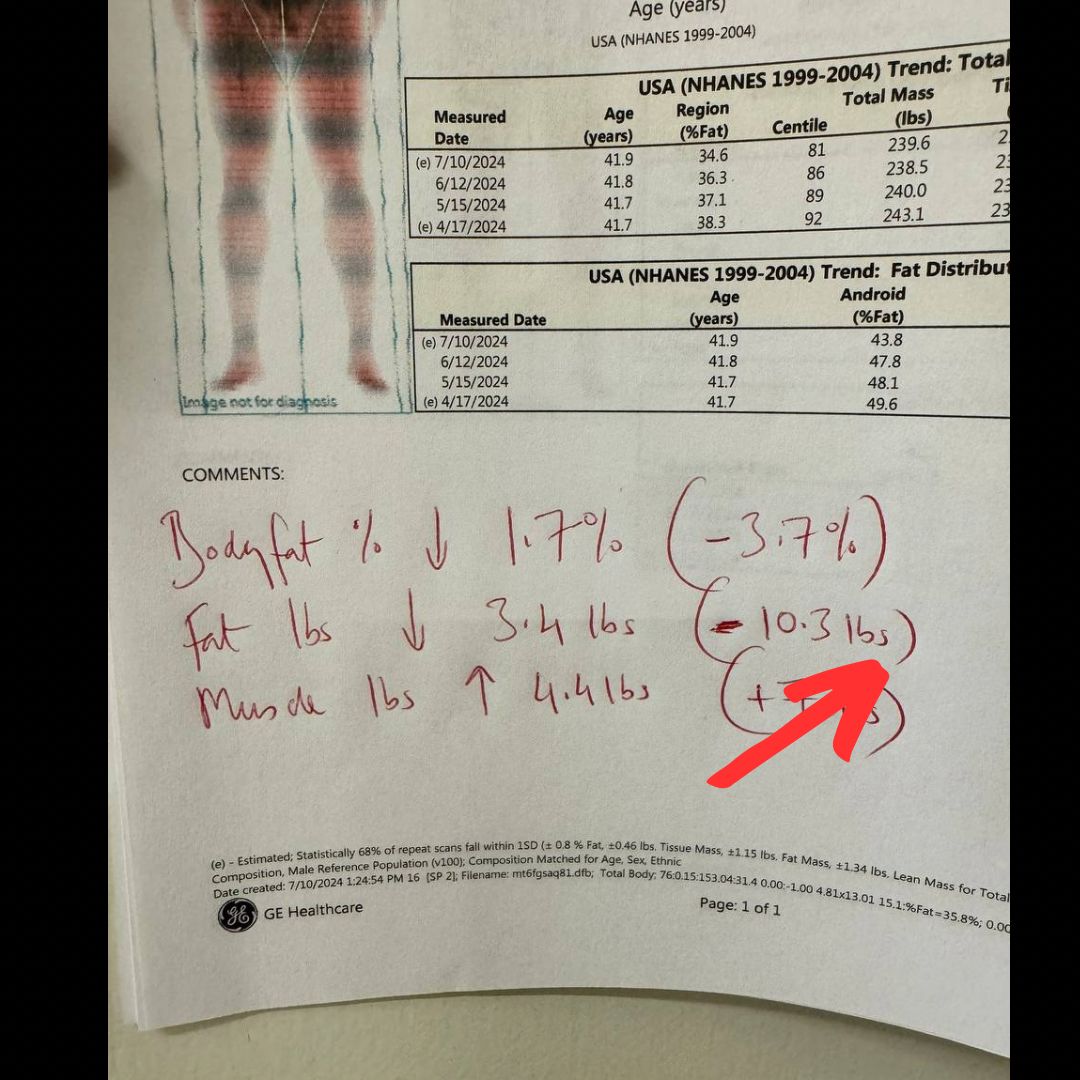 Age (years)
USA (NHANES 1999-2004)
USA (NHANES 1999-2004) Trend: Total
Measured Date Age (years) Region (%Fat) Centile Total Mass (lbs)
(e) 7/10/2024 41.9 34.6 81 239.6
6/12/2024 41.8 36.3 86 238.5
5/15/2024 41.7 37.1 89 240.0
(e) 4/17/2024 41.7 38.3 92 243.1
USA (NHANES 1999-2004) Trend: Fat
Measured Date Age (years) Android (%Fat)
(e) 7/10/2024 41.9 43.8
6/12/2024 41.8 47.8
5/15/2024 41.7 48.1
(e) 4/17/2024 41.7 49.6
Image not for diagnosis
COMMENTS:
Bodyfat % ↓ 1.7% (-3.7%)
Fat lbs ↓ 3.4 lbs (- 10.3 lbs)
Muscle lbs ↑ 4.4 lbs
(e) - Estimated; Statistically 68% of repeat scans fall within 1SD (± 0.8 % Fat, ±0.46 lbs. Tissue Mass, ±1.15 lbs. Fat Mass, ±1.34 lbs. Lean Mass for Total
Composition, Male Reference Population (v100); Composition Matched for Age, Sex, Ethnic
Date created: 7/10/2024 1:24:54 PM 16 (SP 2); Filename: mt6fgsaq81.dfb; Total Body; 76:0.15:153.04:31.4 0.00:-1.00 4.81x13.01 15.1:%Fat=35.8%;
GE Healthcare
Page: 1 of 1